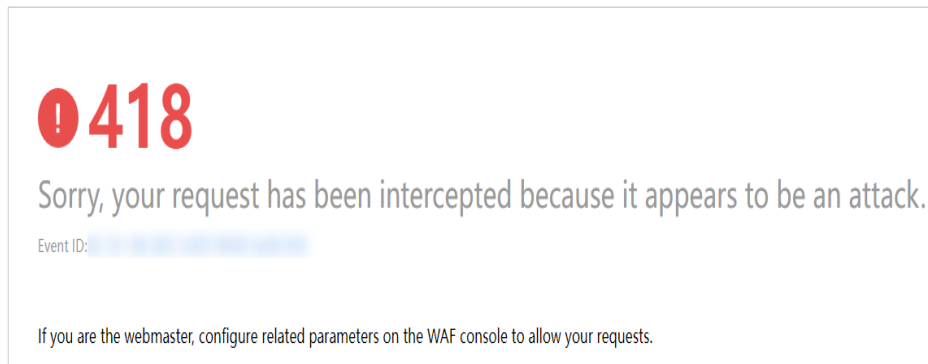 ! 418
Sorry, your request has been intercepted because it appears to be an attack.
Event ID:
If you are the webmaster, configure related parameters on the WAF console to allow your requests.